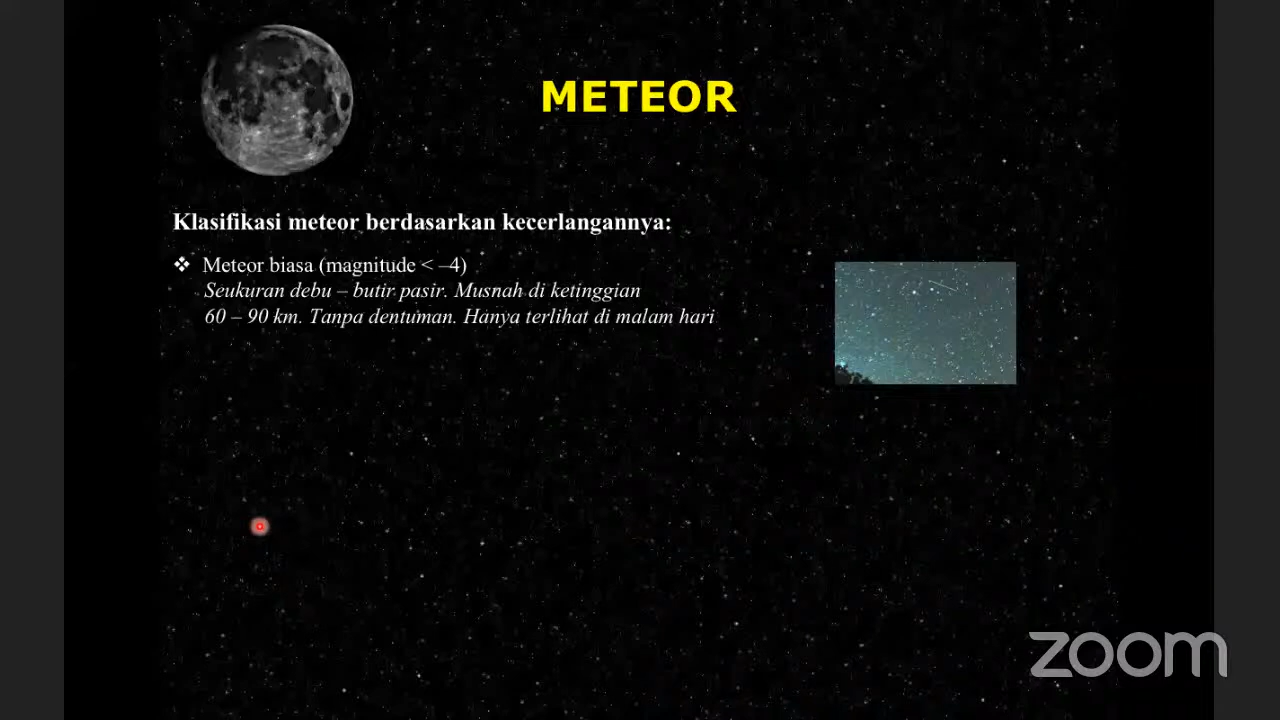 METEOR
Klasifikasi meteor berdasarkan kecerlangannya:
❖ Meteor biasa (magnitude < –4)
Seukuran debu – butir pasir. Musnah di ketinggian
60 – 90 km. Tanpa dentuman. Hanya terlihat di malam hari
zoom